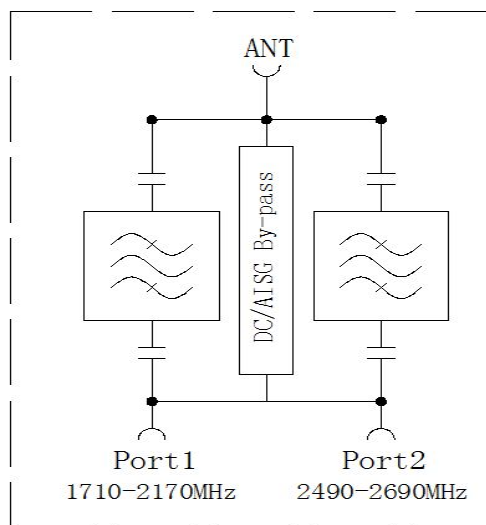 ANT
DC/AISG By-pass
Port1
1710-2170MHz
Port2
2490-2690MHz